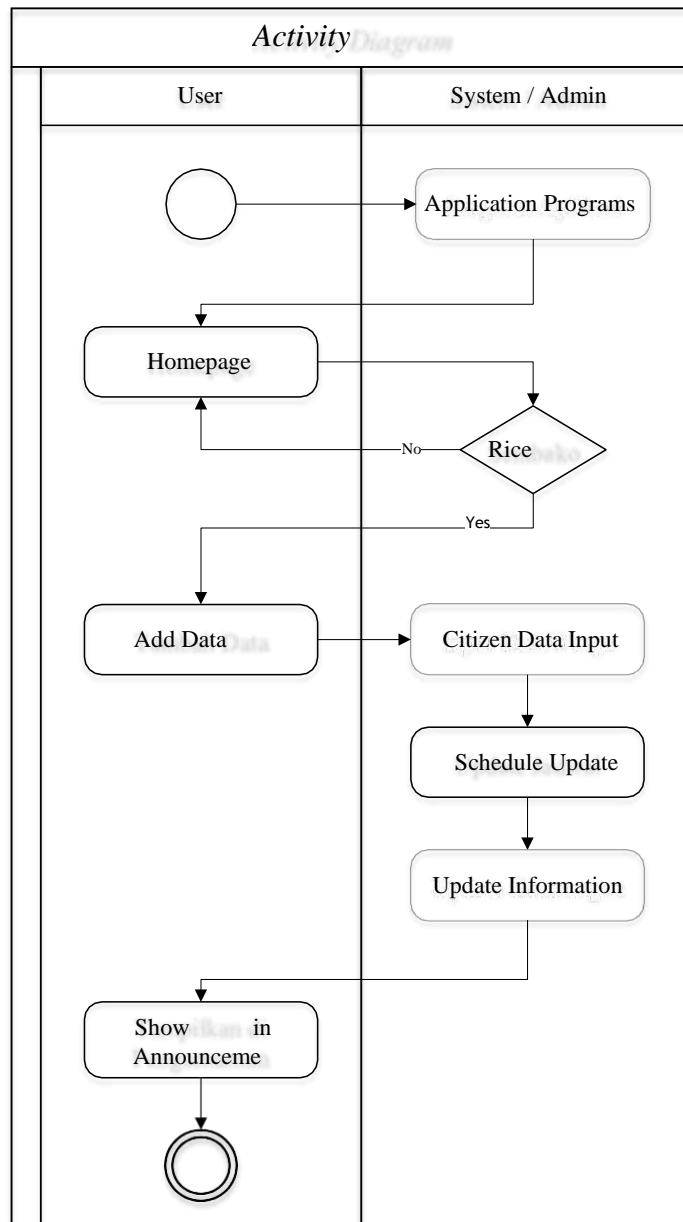 Activity Diagram
User
System / Admin
Application Programs
Homepage
Rice
No
Yes
Add Data
Citizen Data Input
Schedule Update
Update Information
Show in
Announceme